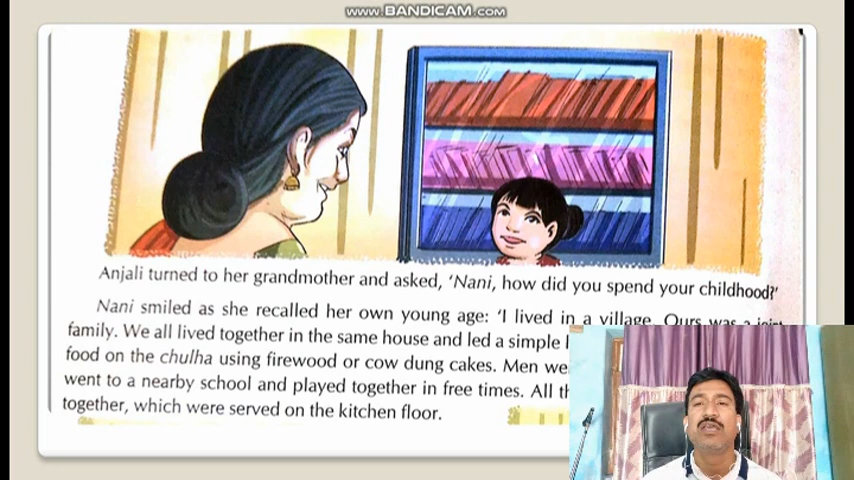 WWW.BANDICAM.COM
Anjali turned to her grandmother and asked, ‘Nani, how did you spend your childhood?’
Nani smiled as she recalled her own young age: ‘I lived in a village. Ours was a joint
family. We all lived together in the same house and led a simple
food on the chulha using firewood or cow dung cakes. Men
went to a nearby school and played together in free times. All
together, which were served on the kitchen floor.